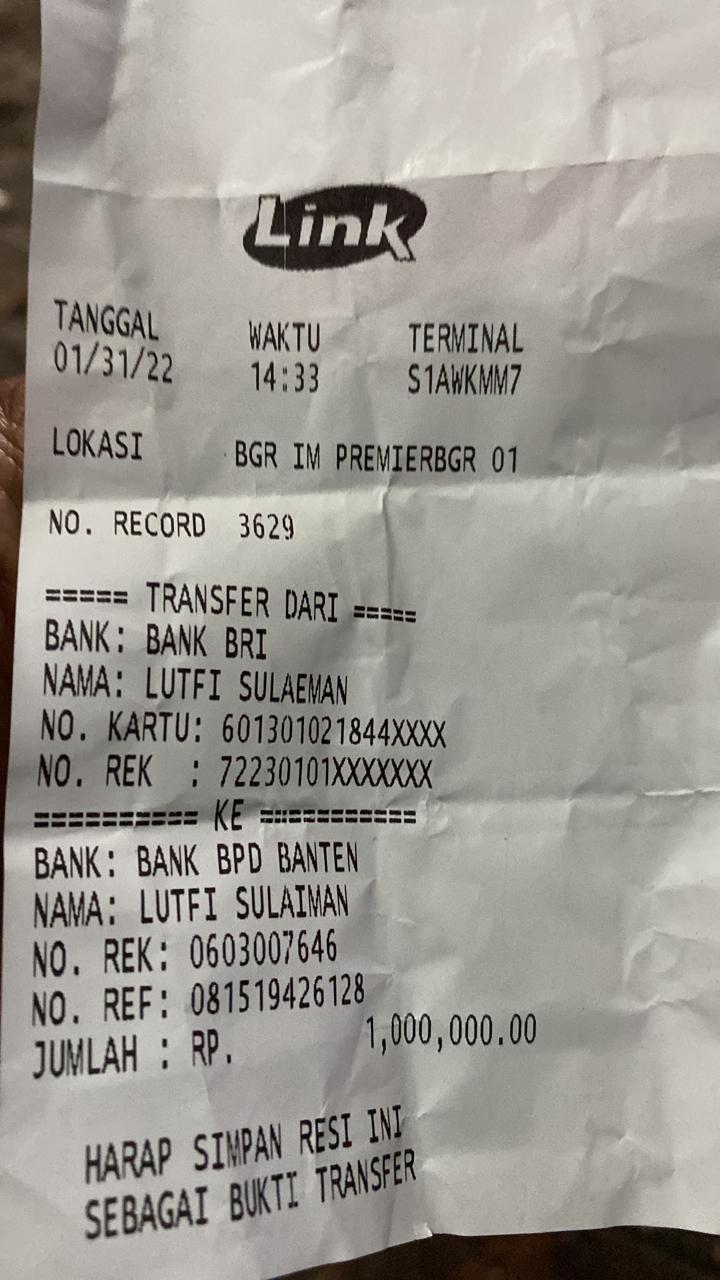 Link
TANGGAL WAKTU TERMINAL
01/31/22 14:33 S1AWKMM7
LOKASI BGR IM PREMIERBGR 01
NO. RECORD 3629
===== TRANSFER DARI =====
BANK: BANK BRI
NAMA: LUTFI SULAEMAN
NO. KARTU: 601301021844XXXX
NO. REK : 72230101XXXXXXX
========== KE ===========
BANK: BANK BPD BANTEN
NAMA: LUTFI SULAIMAN
NO. REK: 0603007646
NO. REF: 081519426128
JUMLAH : RP. 1,000,000.00
HARAP SIMPAN RESI INI
SEBAGAI BUKTI TRANSFER